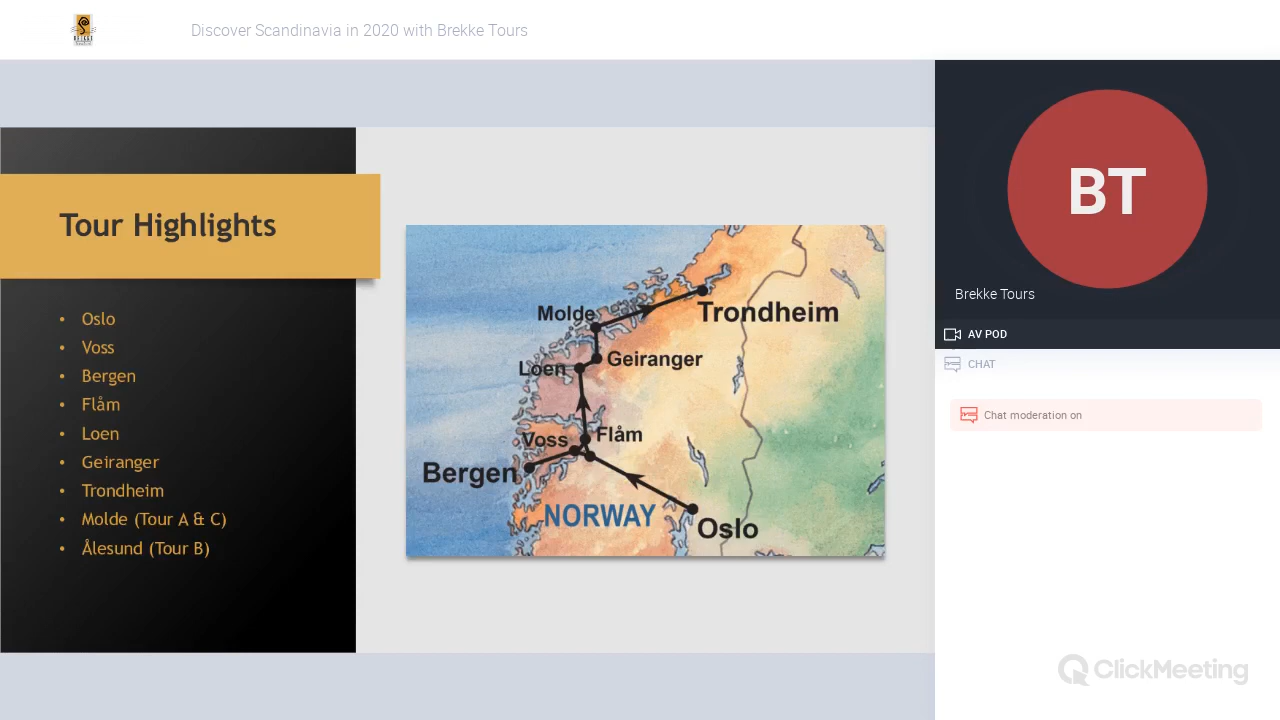 BREKKE
Discover Scandinavia in 2020 with Brekke Tours
Tour Highlights
• Oslo
• Voss
• Bergen
• Flåm
• Loen
• Geiranger
• Trondheim
• Molde (Tour A & C)
• Ålesund (Tour B)
Molde
Trondheim
Loen
Geiranger
Voss
Flåm
Bergen
NORWAY
Oslo
BT
Brekke Tours
AV POD
CHAT
Chat moderation on
ClickMeeting